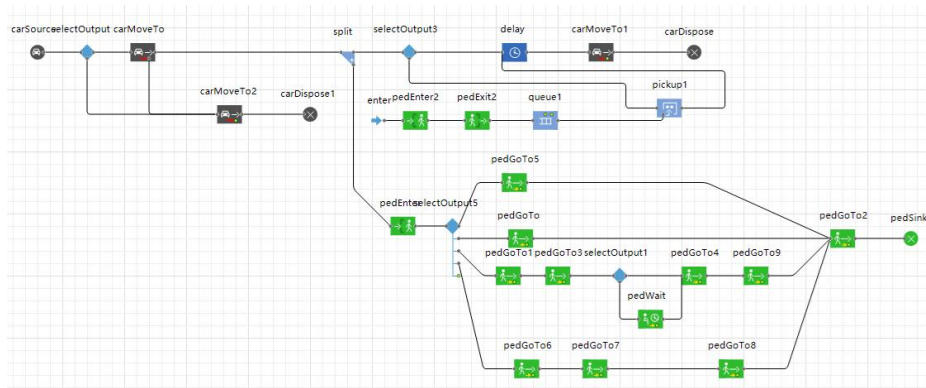 carSource selectOutput carMoveTo split selectOutput3 delay carMoveTo1 carDispose
carMoveTo2 carDispose1 pickup1
enter pedEnter2 pedExit2 queue1
pedGoTo5
pedEnter selectOutput5 pedGoTo pedGoTo2 pedSink
pedGoTo1 pedGoTo3 selectOutput1 pedGoTo4 pedGoTo9
pedWait
pedGoTo6 pedGoTo7 pedGoTo8